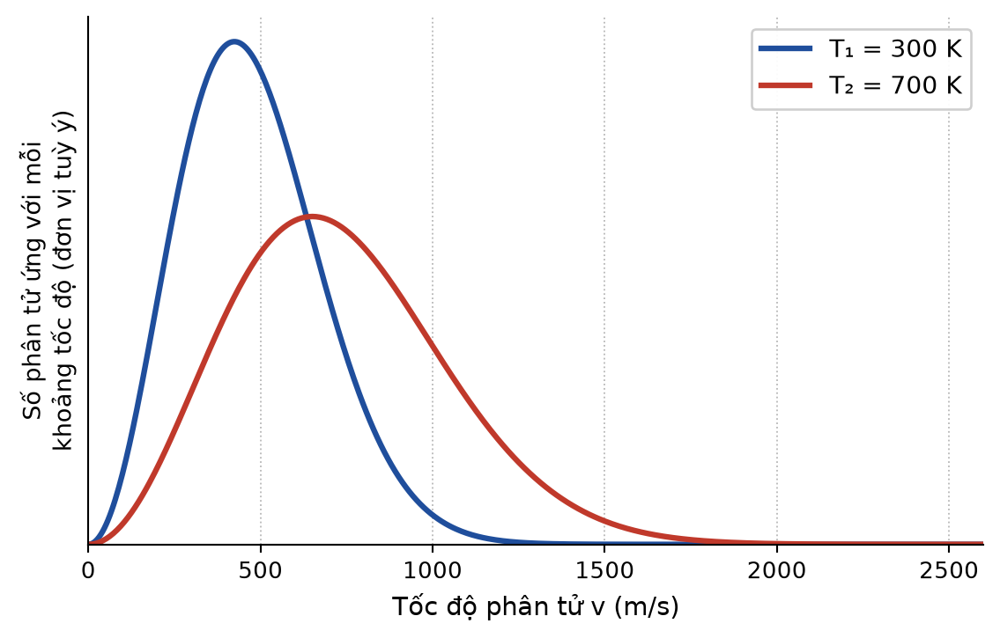 T₁ = 300 K
T₂ = 700 K
Số phân tử ứng với mỗi
khoảng tốc độ (đơn vị tuỳ ý)
0 500 1000 1500 2000 2500
Tốc độ phân tử v (m/s)